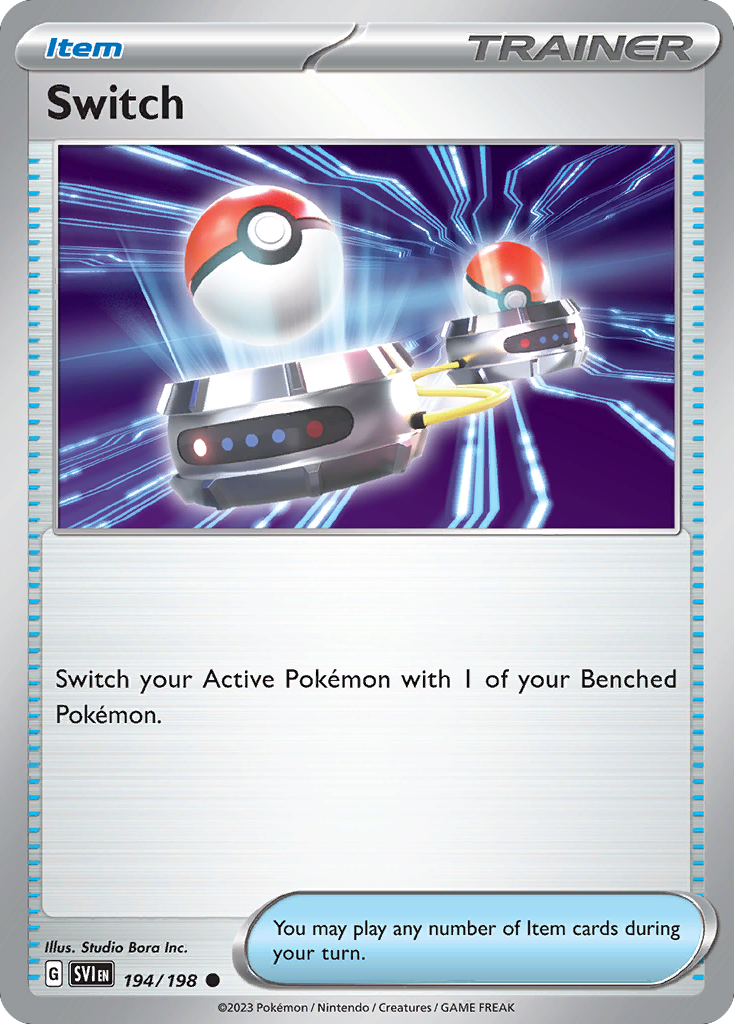 Item
TRAINER
Switch
Switch your Active Pokémon with 1 of your Benched
Pokémon.
You may play any number of Item cards during
your turn.
Illus. Studio Bora Inc.
G SVI EN 194/198
©2023 Pokémon / Nintendo / Creatures / GAME FREAK